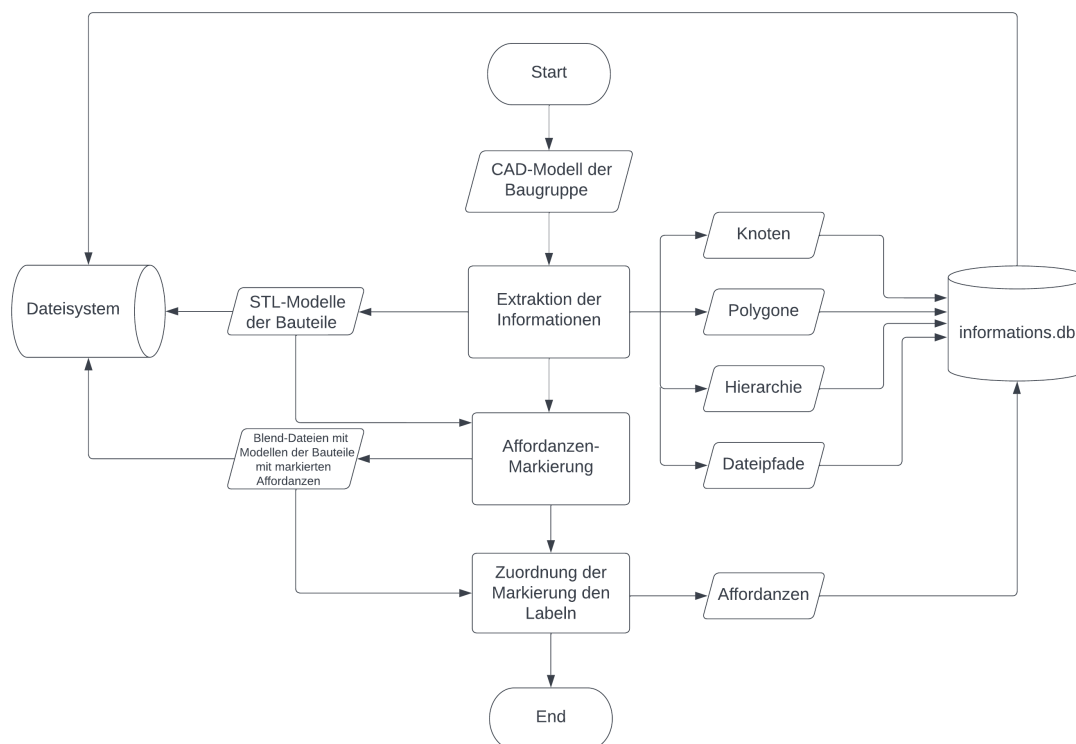 Start
CAD-Modell der
Baugruppe
Knoten
Dateisystem
STL-Modelle
der Bauteile
Extraktion der
Informationen
Polygone
informations.db
Hierarchie
Blend-Dateien mit
Modellen der Bauteile
mit markierten
Affordanzen
Affordanzen-
Markierung
Dateipfade
Zuordnung der
Markierung den
Labeln
Affordanzen
End